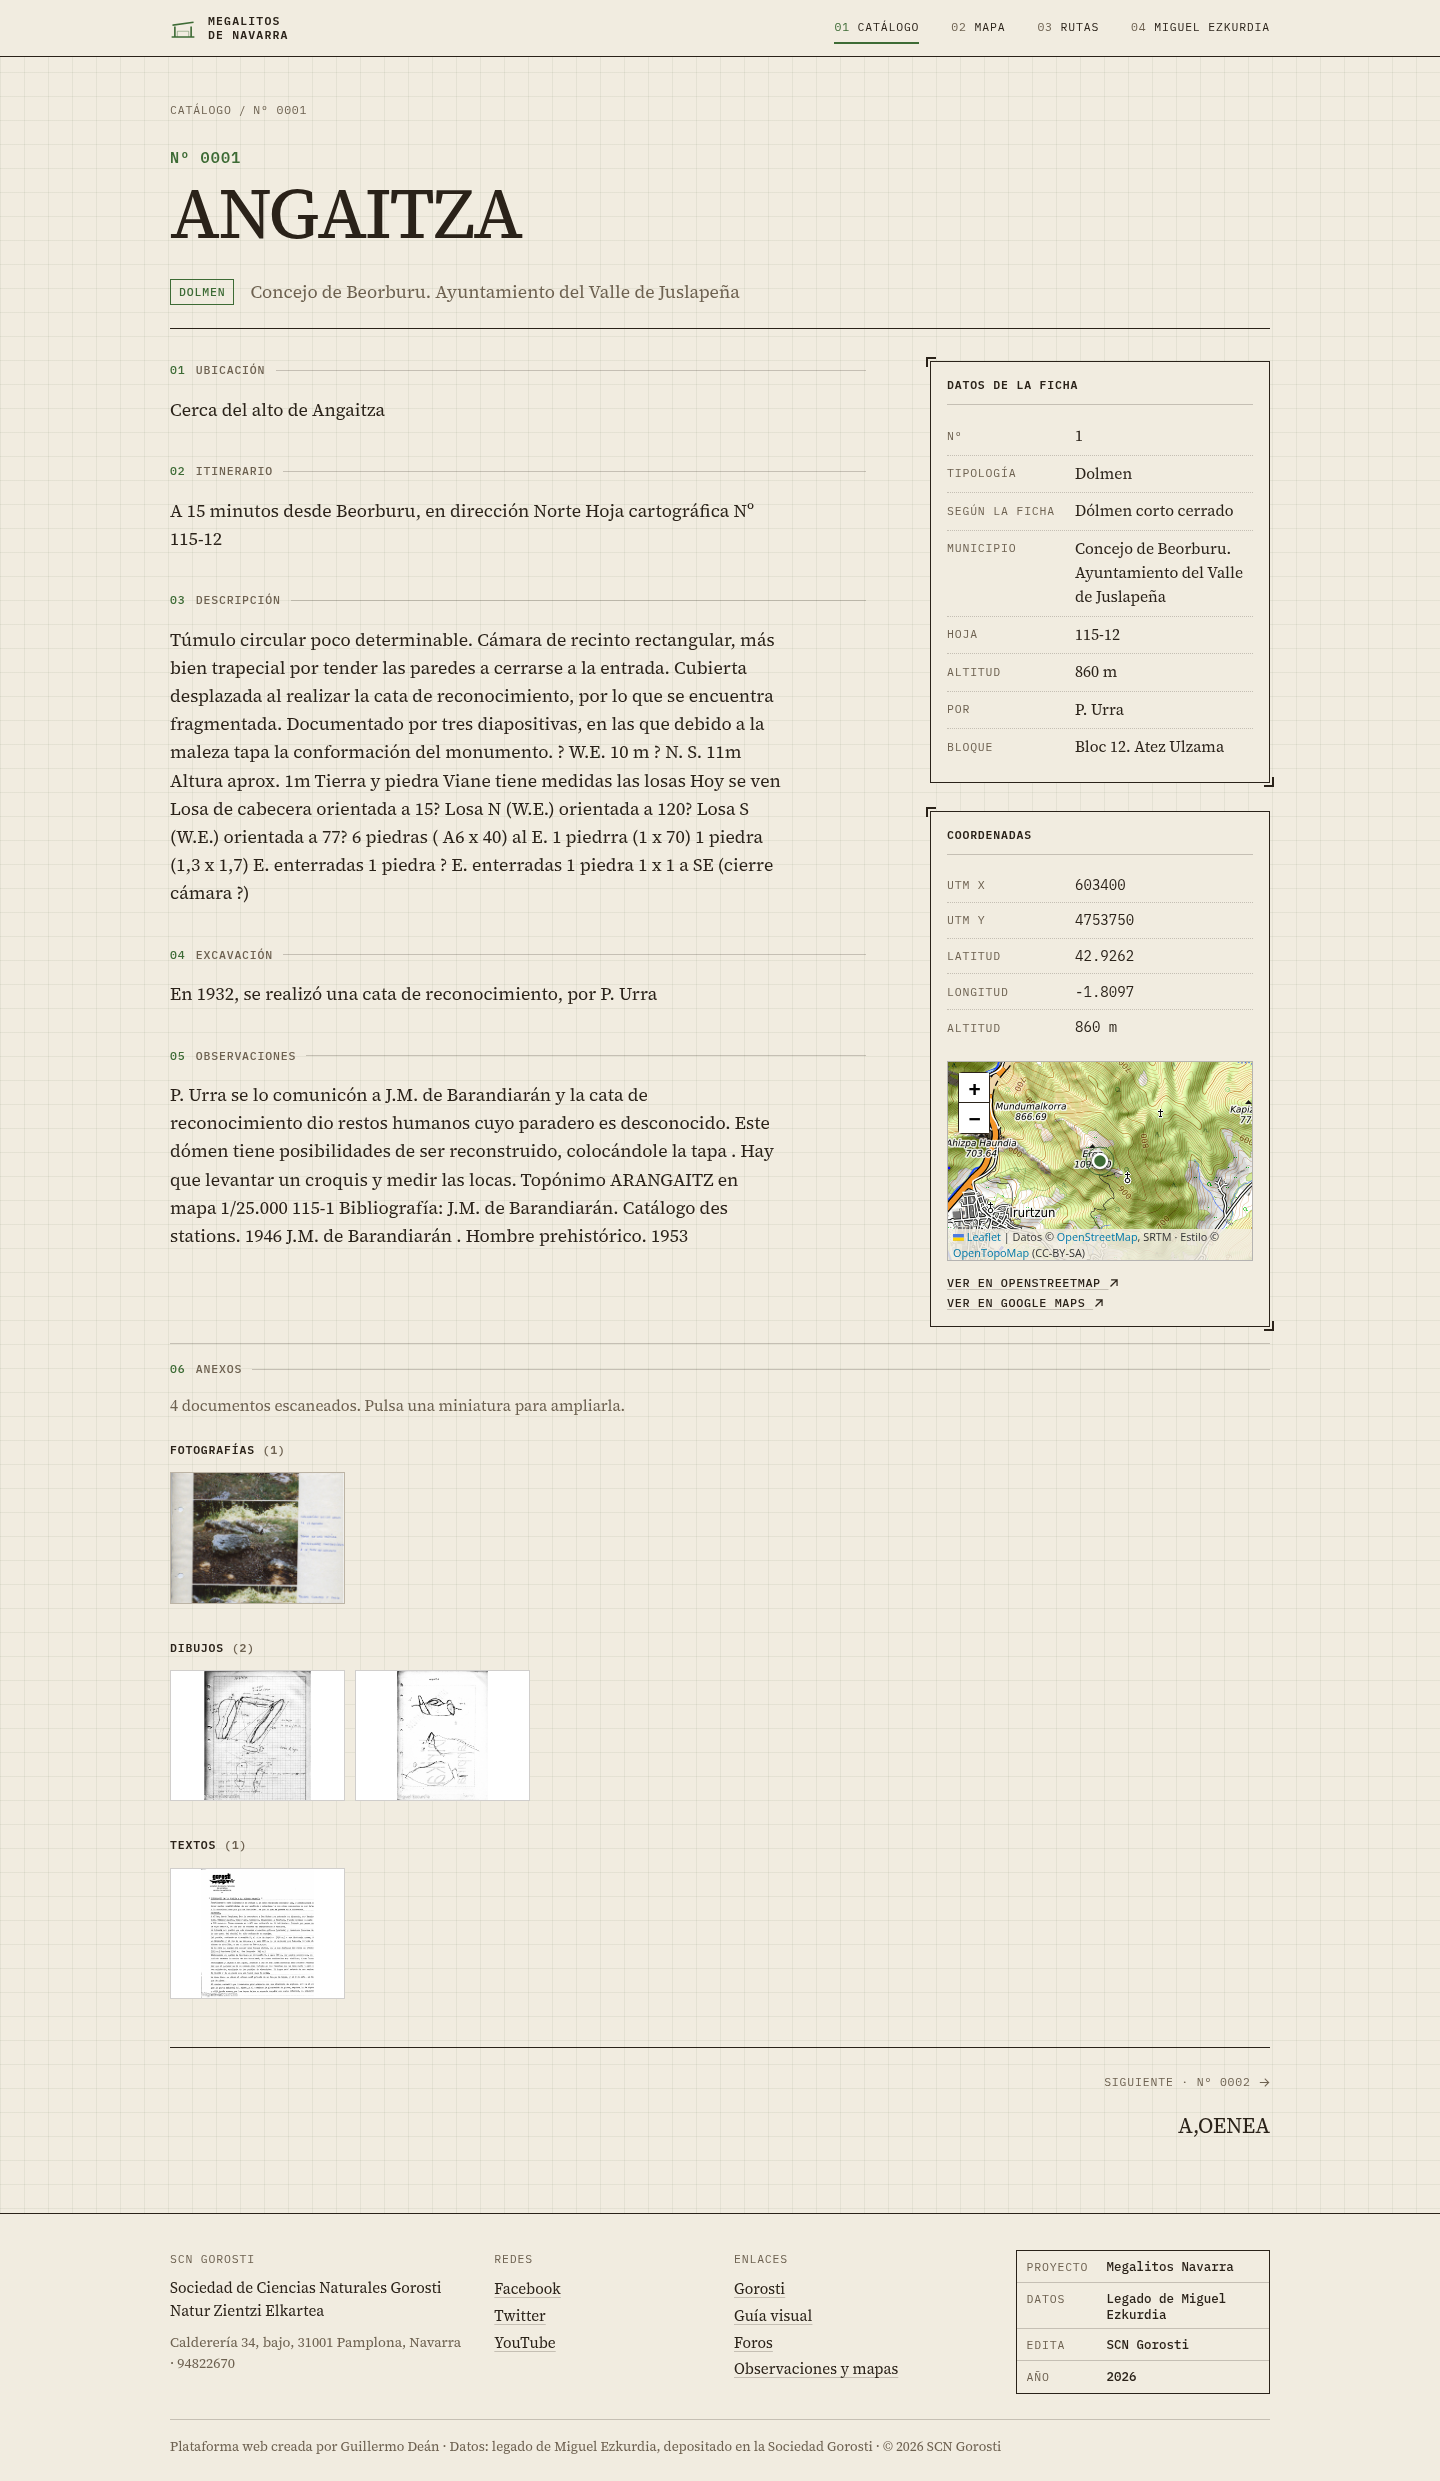 MEGALITOS
DE NAVARRA
01 CATÁLOGO 02 MAPA 03 RUTAS 04 MIGUEL EZKURDIA
CATÁLOGO / Nº 0001
Nº 0001
ANGAITZA
DOLMEN Concejo de Beorburu. Ayuntamiento del Valle de Juslapeña
01 UBICACIÓN
Cerca del alto de Angaitza
02 ITINERARIO
A 15 minutos desde Beorburu, en dirección Norte Hoja cartográfica Nº
115-12
03 DESCRIPCIÓN
Túmulo circular poco determinable. Cámara de recinto rectangular, más
bien trapecial por tender las paredes a cerrarse a la entrada. Cubierta
desplazada al realizar la cata de reconocimiento, por lo que se encuentra
fragmentada. Documentado por tres diapositivas, en las que debido a la
maleza tapa la conformación del monumento. ? W.E. 10 m ? N. S. 11m
Altura aprox. 1m Tierra y piedra Viane tiene medidas las losas Hoy se ven
Losa de cabecera orientada a 15? Losa N (W.E.) orientada a 120? Losa S
(W.E.) orientada a 77? 6 piedras ( A6 x 40) al E. 1 piedrra (1 x 70) 1 piedra
(1,3 x 1,7) E. enterradas 1 piedra ? E. enterradas 1 piedra 1 x 1 a SE (cierre
cámara ?)
04 EXCAVACIÓN
En 1932, se realizó una cata de reconocimiento, por P. Urra
05 OBSERVACIONES
P. Urra se lo comunicón a J.M. de Barandiarán y la cata de
reconocimiento dio restos humanos cuyo paradero es desconocido. Este
dómen tiene posibilidades de ser reconstruido, colocándole la tapa . Hay
que levantar un croquis y medir las locas. Topónimo ARANGAITZ en
mapa 1/25.000 115-1 Bibliografía: J.M. de Barandiarán. Catálogo des
stations. 1946 J.M. de Barandiarán . Hombre prehistórico. 1953
DATOS DE LA FICHA
Nº 1
TIPOLOGÍA Dolmen
SEGÚN LA FICHA Dólmen corto cerrado
MUNICIPIO Concejo de Beorburu.
Ayuntamiento del Valle
de Juslapeña
HOJA 115-12
ALTITUD 860 m
POR P. Urra
BLOQUE Bloc 12. Atez Ulzama
COORDENADAS
UTM X 603400
UTM Y 4753750
LATITUD 42.9262
LONGITUD -1.8097
ALTITUD 860 m
+
−
Mundumalkorra
866.69
Ahizpa Haundia
703.64
Irurtzun
Leaflet | Datos © OpenStreetMap, SRTM · Estilo ©
OpenTopoMap (CC-BY-SA)
VER EN OPENSTREETMAP ↗
VER EN GOOGLE MAPS ↗
06 ANEXOS
4 documentos escaneados. Pulsa una miniatura para ampliarla.
FOTOGRAFÍAS (1)
DIBUJOS (2)
TEXTOS (1)
SIGUIENTE · Nº 0002 →
A,OENEA
SCN GOROSTI
Sociedad de Ciencias Naturales Gorosti
Natur Zientzi Elkartea
Calderería 34, bajo, 31001 Pamplona, Navarra
· 94822670
REDES
Facebook
Twitter
YouTube
ENLACES
Gorosti
Guía visual
Foros
Observaciones y mapas
PROYECTO Megalitos Navarra
DATOS Legado de Miguel
Ezkurdia
EDITA SCN Gorosti
AÑO 2026
Plataforma web creada por Guillermo Deán · Datos: legado de Miguel Ezkurdia, depositado en la Sociedad Gorosti · © 2026 SCN Gorosti